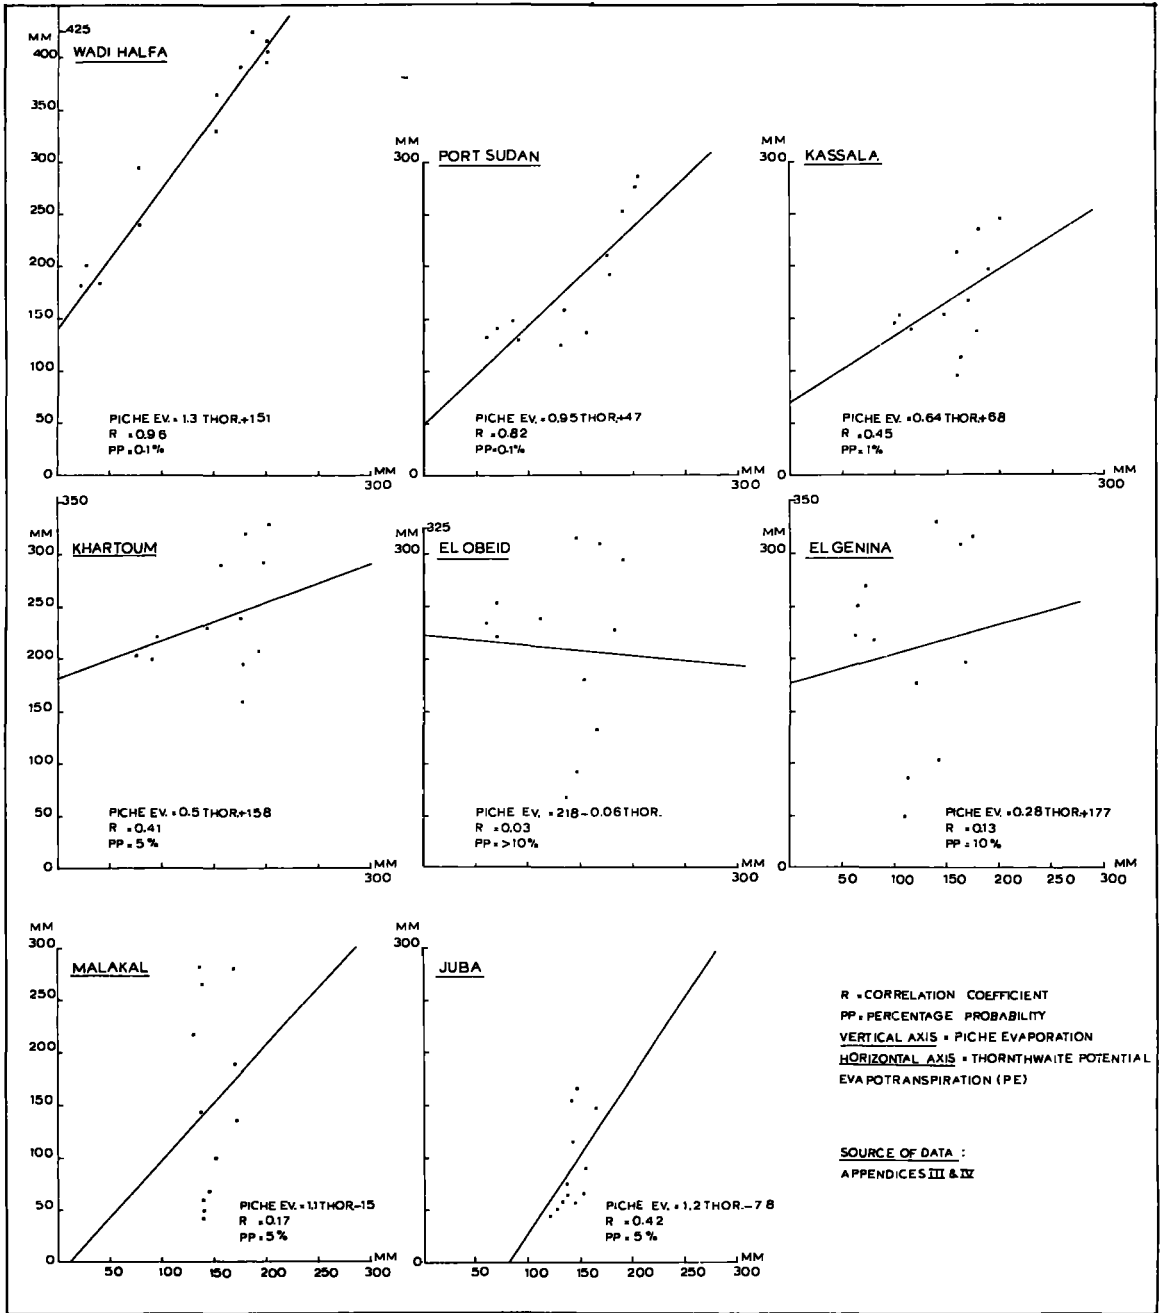 MM
425
WADI HALFA
400
350
300
250
200
150
100
50
0
PICHE EV. = 1.3 THOR.+151
R = 0.96
PP = 0.1%
MM
300
MM
300
PORT SUDAN
PICHE EV. = 0.95 THOR.+47
R = 0.82
PP=0.1%
0
MM
300
MM
300
KASSALA
PICHE EV. = 0.64 THOR.+68
R = 0.45
PP = 1%
0
MM
300
350
MM
300
KHARTOUM
250
200
150
100
50
0
PICHE EV. = 0.5 THOR.+158
R = 0.41
PP = 5%
MM
300
MM
325
300
EL OBEID
PICHE EV. = 218-0.06 THOR.
R = 0.03
PP = >10%
0
MM
300
350
MM
300
EL GENINA
PICHE EV. = 0.28 THOR.+177
R = 0.13
PP = 10%
0
MM
50 100 150 200 250 300
MM
300
MALAKAL
250
200
150
100
50
0
PICHE EV. = 1.1 THOR.-15
R = 0.17
PP = 5%
MM
50 100 150 200 250 300
MM
300
JUBA
PICHE EV. = 1.2 THOR.-78
R = 0.42
PP = 5%
0
MM
50 100 150 200 250 300
R = CORRELATION COEFFICIENT
PP = PERCENTAGE PROBABILITY
VERTICAL AXIS = PICHE EVAPORATION
HORIZONTAL AXIS = THORNTHWAITE POTENTIAL
EVAPOTRANSPIRATION (PE)
SOURCE OF DATA :
APPENDICES III & IV